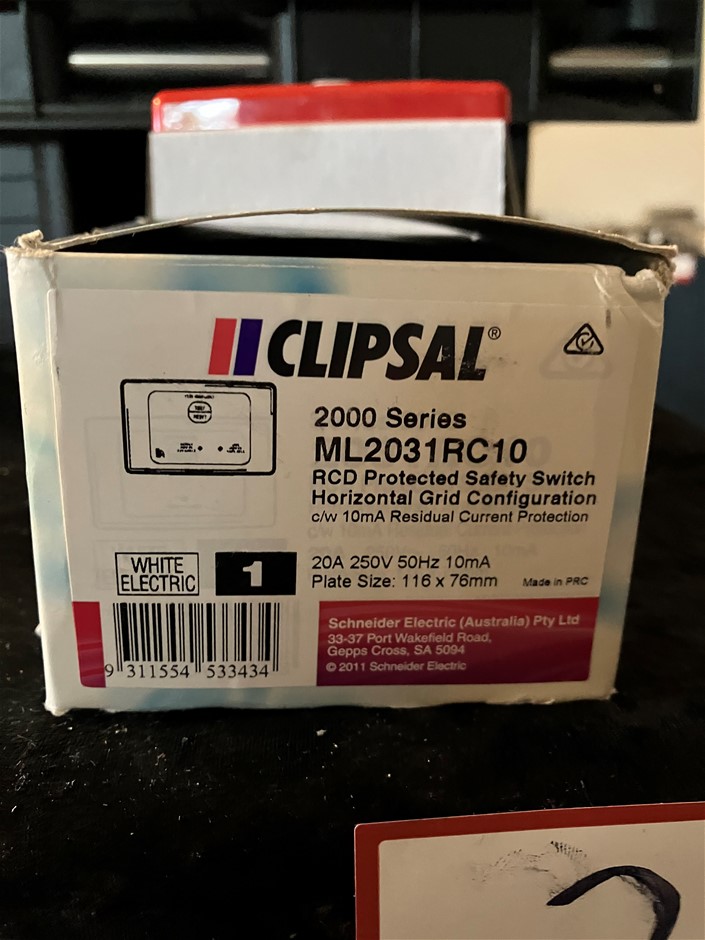 CLIPSAL®
2000 Series
ML2031RC10
RCD Protected Safety Switch
Horizontal Grid Configuration
c/w 10mA Residual Current Protection
WHITE
ELECTRIC
1
20A 250V 50Hz 10mA
Plate Size: 116 x 76mm
Made in PRC
9 311554 533434
Schneider Electric (Australia) Pty Ltd
33-37 Port Wakefield Road,
Gepps Cross, SA 5094
© 2011 Schneider Electric